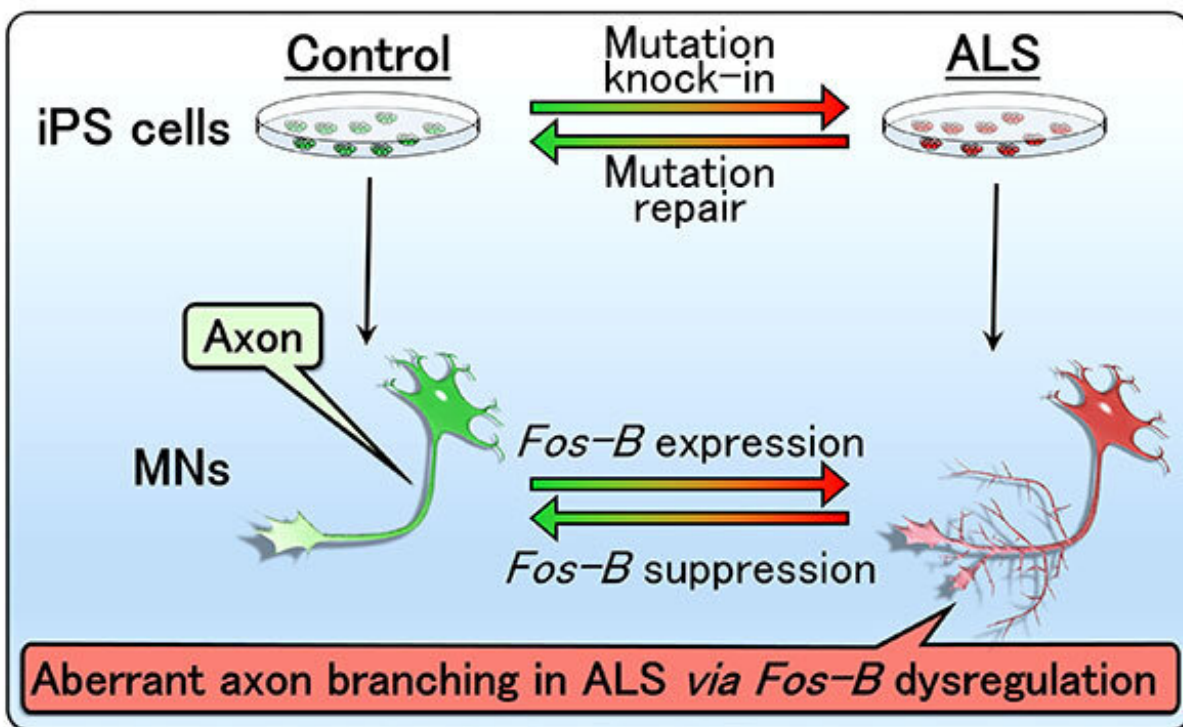 Control
Mutation
knock-in
ALS
iPS cells
Mutation
repair
Axon
MNs
Fos-B expression
Fos-B suppression
Aberrant axon branching in ALS via Fos-B dysregulation